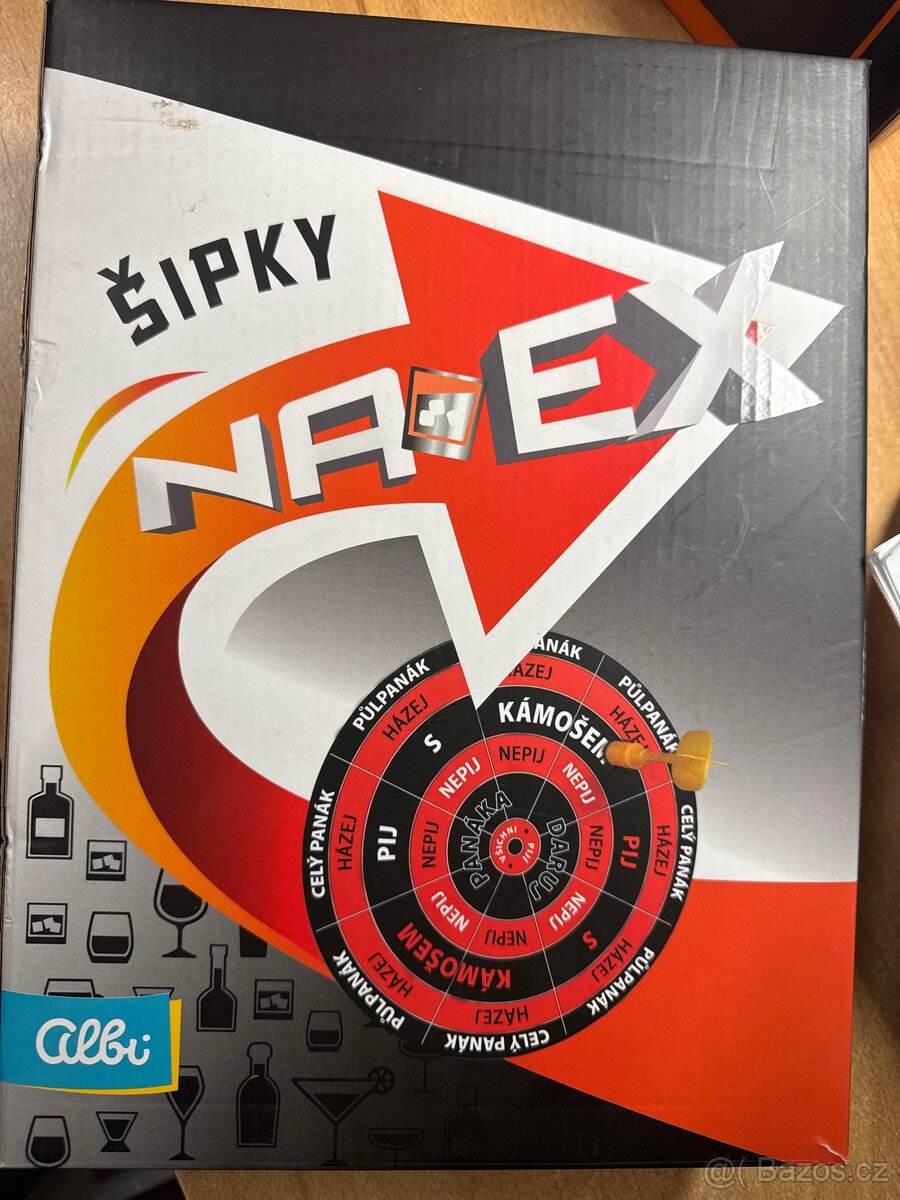 ŠIPKY
NA EX
PŮLPANÁK
HÁZEJ
HÁZEJ
PŮLPANÁK
HÁZEJ
S
KÁMOŠEM
NEPIJ
NEPIJ
NEPIJ
CELÝ PANÁK
HÁZEJ
PIJ
NEPIJ
PANÁKA
DARUJ
VŠICHNI PIJÍ
NEPIJ
PIJ
HÁZEJ
CELÝ PANÁK
NEPIJ
NEPIJ
NEPIJ
S
KÁMOŠEM
HÁZEJ
HÁZEJ
HÁZEJ
PŮLPANÁK
CELÝ PANÁK
PŮLPANÁK
albi
@( Bazos.cz